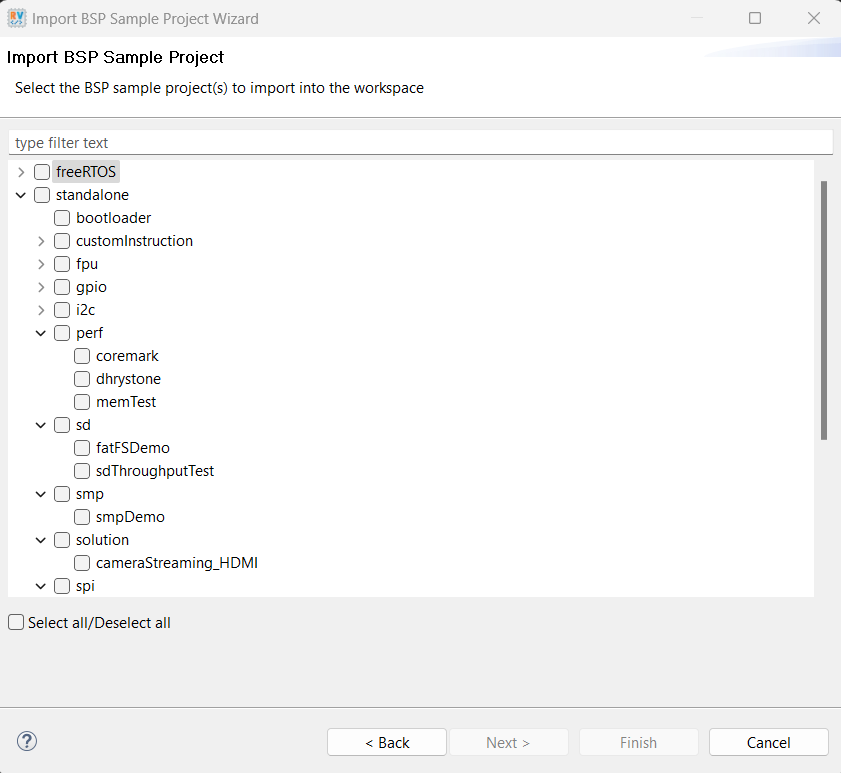 Import BSP Sample Project Wizard
Import BSP Sample Project
Select the BSP sample project(s) to import into the workspace
type filter text
freeRTOS
standalone
bootloader
customInstruction
fpu
gpio
i2c
perf
coremark
dhrystone
memTest
sd
fatFSDemo
sdThroughputTest
smp
smpDemo
solution
cameraStreaming_HDMI
spi
Select all/Deselect all
? < Back Next > Finish Cancel